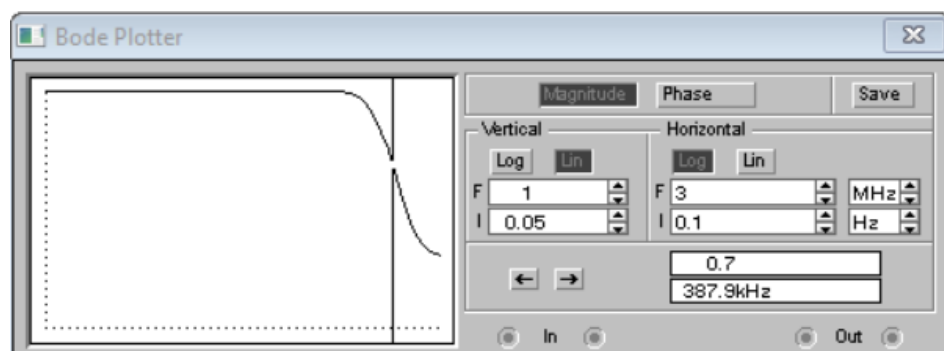 Bode Plotter
Magnitude Phase Save
Vertical Horizontal
Log Lin Log Lin
F 1 F 3 MHz
I 0.05 I 0.1 Hz
← → 0.7
387.9kHz
In Out